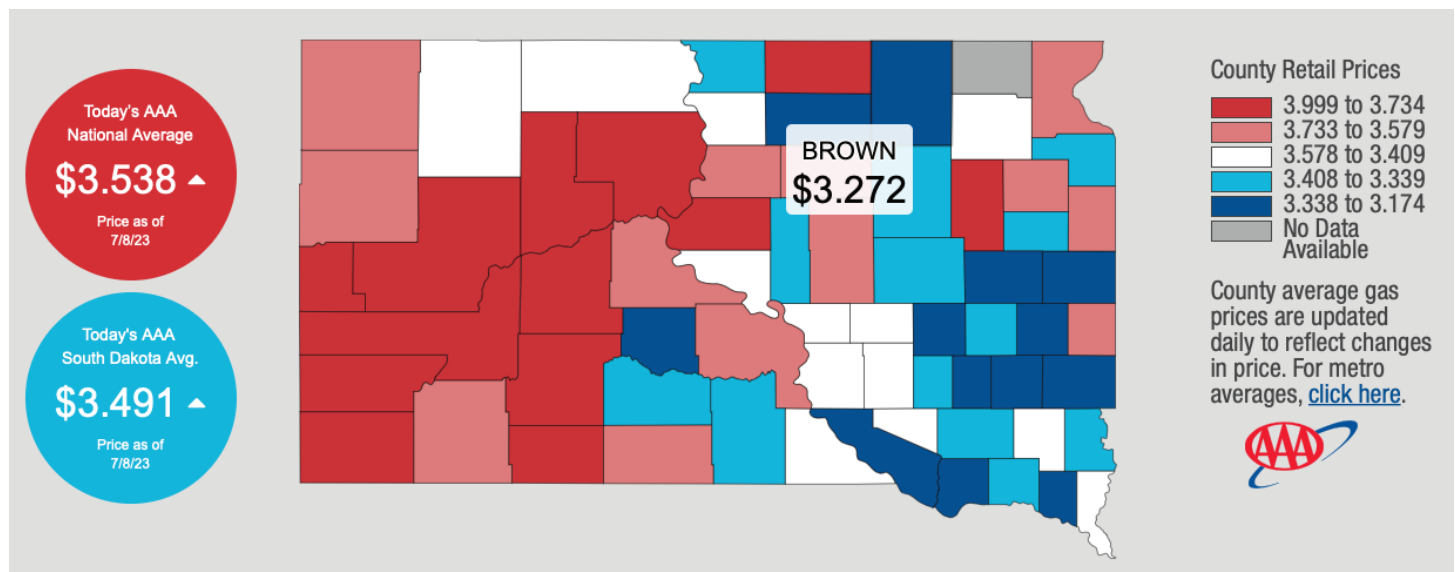 Today's AAA
National Average
$3.538
Price as of
7/8/23
Today's AAA
South Dakota Avg.
$3.491
Price as of
7/8/23
BROWN
$3.272
County Retail Prices
3.999 to 3.734
3.733 to 3.579
3.578 to 3.409
3.408 to 3.339
3.338 to 3.174
No Data
Available
County average gas
prices are updated
daily to reflect changes
in price. For metro
averages, click here.
AAA